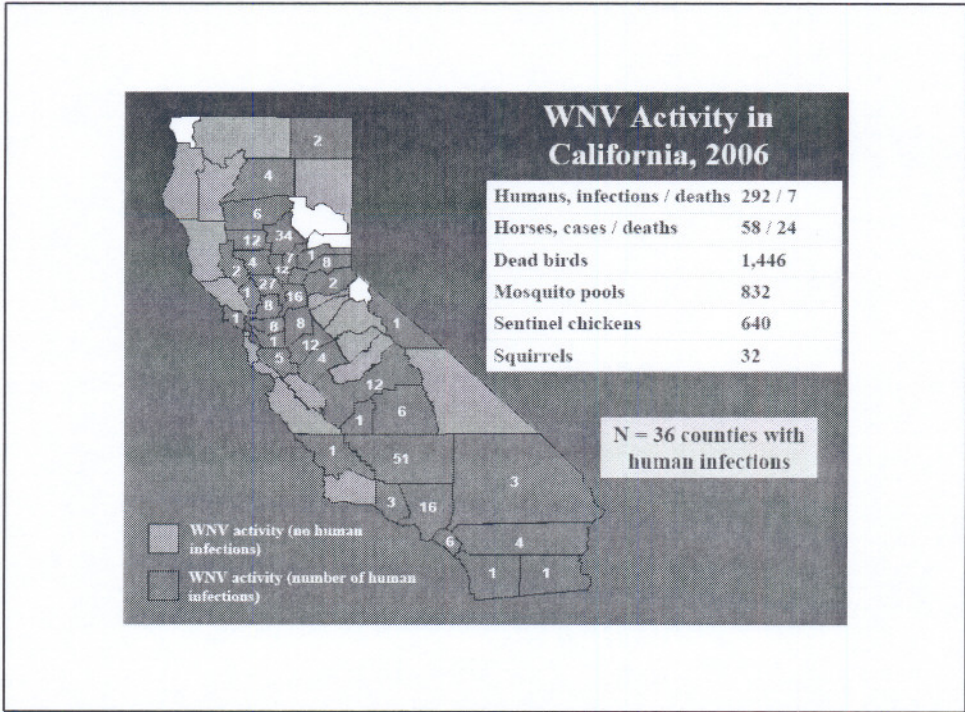 WNV Activity in
California, 2006
Humans, infections / deaths 292 / 7
Horses, cases / deaths 58 / 24
Dead birds 1,446
Mosquito pools 832
Sentinel chickens 640
Squirrels 32
N = 36 counties with
human infections
2
4
6
12
34
4
7
1
8
2
12
2
1
27
16
8
1
1
8
8
1
12
5
4
12
6
1
1
51
3
3
16
6
4
1
1
WNV activity (no human
infections)
WNV activity (number of human
infections)